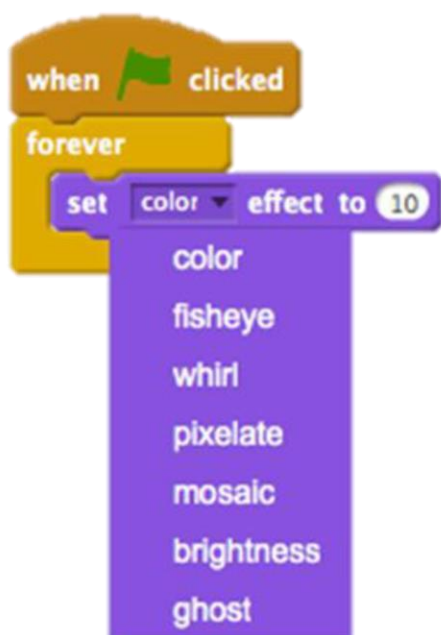 when clicked
forever
set color effect to 10
color
fisheye
whirl
pixelate
mosaic
brightness
ghost